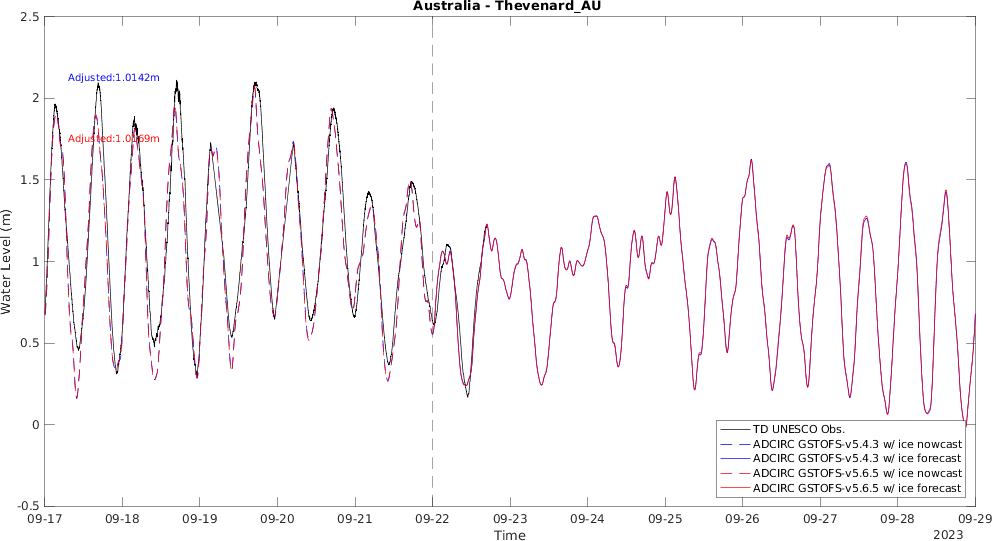 Australia - Thevenard_AU
2.5
2
1.5
1
0.5
0
-0.5
Water Level (m)
Adjusted:1.0142m
Adjusted:1.0169m
TD UNESCO Obs.
ADCIRC GSTOFS-v5.4.3 w/ ice nowcast
ADCIRC GSTOFS-v5.4.3 w/ ice forecast
ADCIRC GSTOFS-v5.6.5 w/ ice nowcast
ADCIRC GSTOFS-v5.6.5 w/ ice forecast
09-17 09-18 09-19 09-20 09-21 09-22 09-23 09-24 09-25 09-26 09-27 09-28 09-29
Time
2023